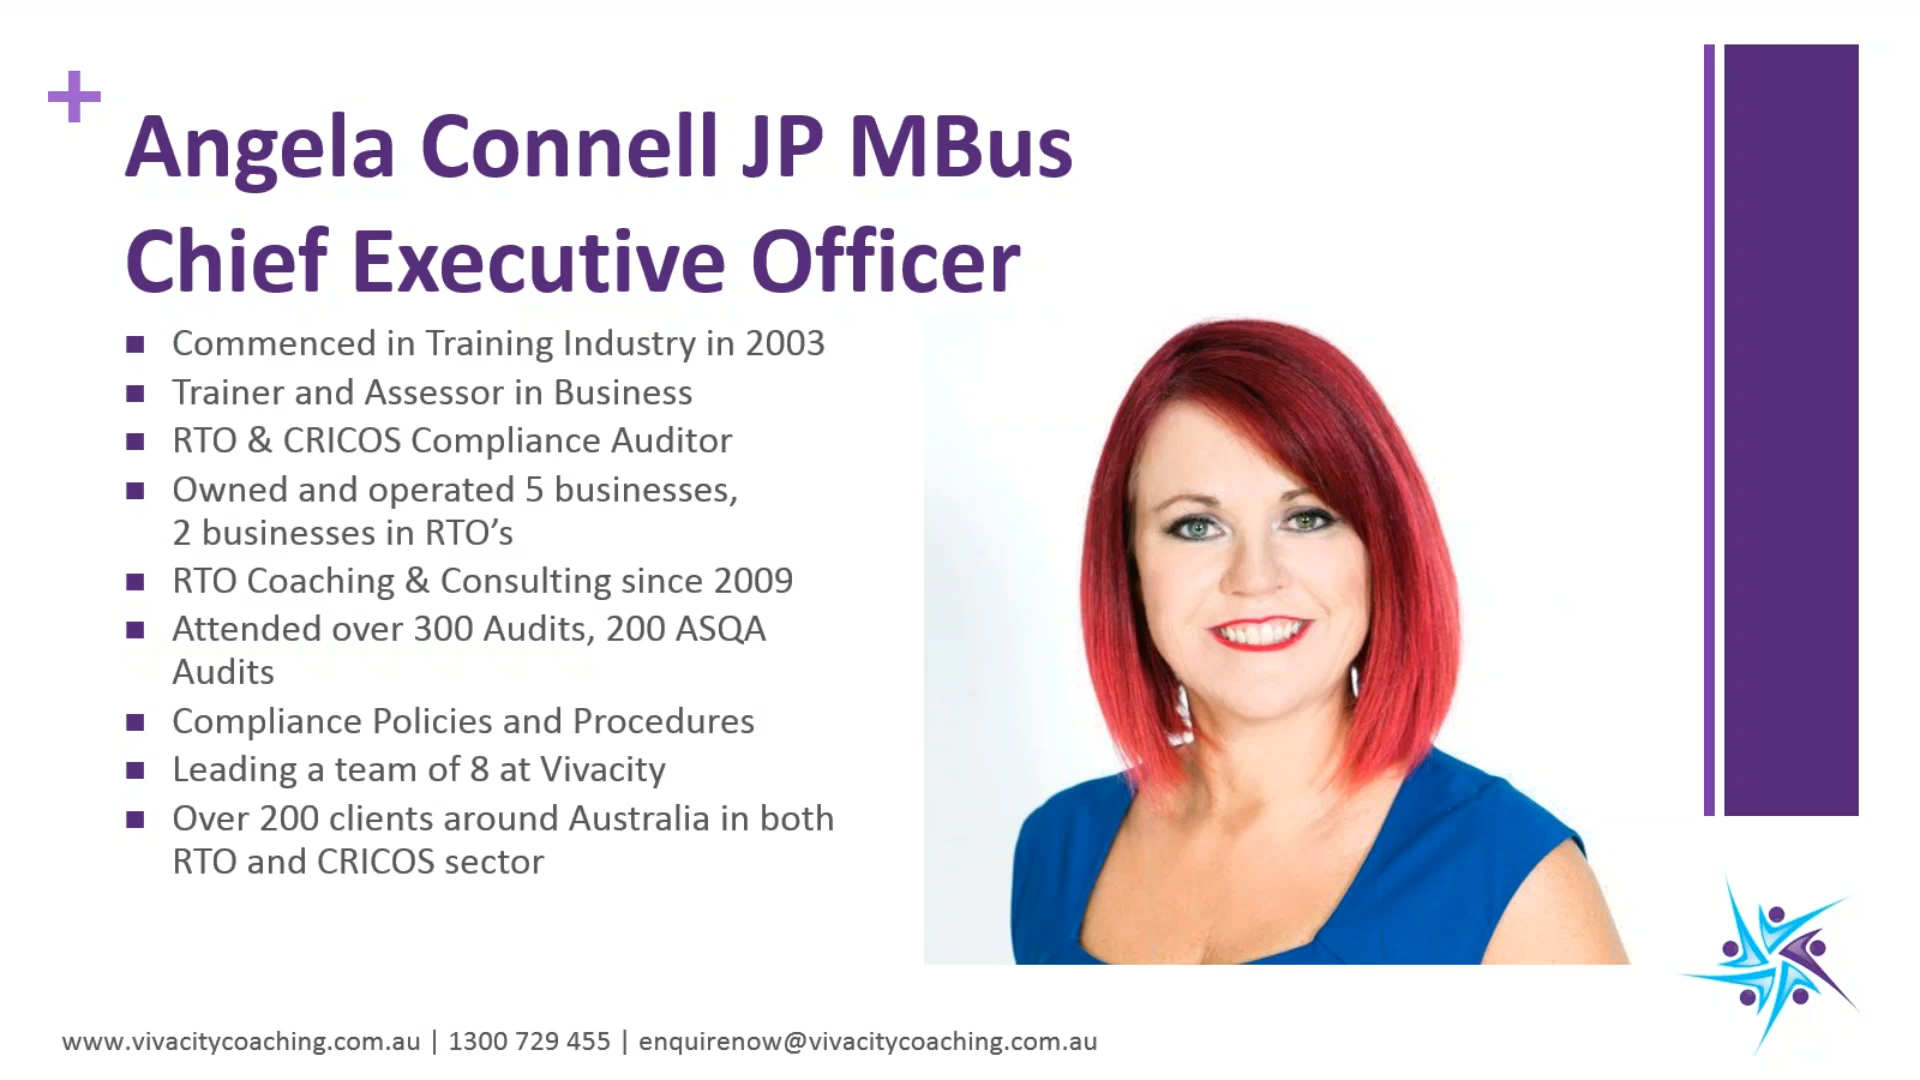 Angela Connell JP MBus
Chief Executive Officer
Commenced in Training Industry in 2003
Trainer and Assessor in Business
RTO & CRICOS Compliance Auditor
Owned and operated 5 businesses,
2 businesses in RTO’s
RTO Coaching & Consulting since 2009
Attended over 300 Audits, 200 ASQA
Audits
Compliance Policies and Procedures
Leading a team of 8 at Vivacity
Over 200 clients around Australia in both
RTO and CRICOS sector
www.vivacitycoaching.com.au | 1300 729 455 | enquirenow@vivacitycoaching.com.au